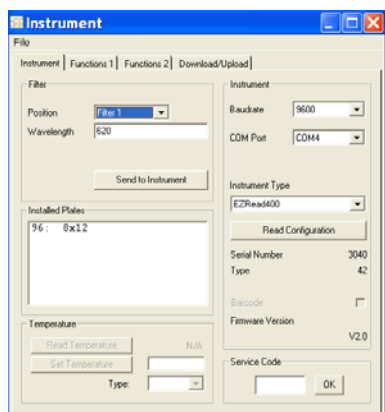 Instrument
File
Instrument Functions 1 Functions 2 Download/Upload
Filter
Position Filter 1
Wavelength 620
Send to Instrument
Installed Plates
96: 8x12
Temperature
Read Temperature N/A
Set Temperature
Type:
Instrument
Baudrate 9600
COM Port COM4
Instrument Type
EZRead400
Read Configuration
Serial Number 3040
Type 42
Barcode
Firmware Version
V2.0
Service Code
OK